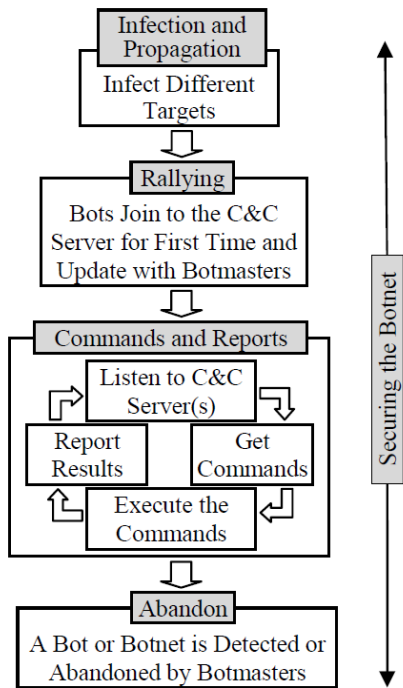 Infection and
Propagation
Infect Different
Targets
Rallying
Bots Join to the C&C
Server for First Time and
Update with Botmasters
Commands and Reports
Listen to C&C
Server(s)
Report
Results
Get
Commands
Execute the
Commands
Abandon
A Bot or Botnet is Detected or
Abandoned by Botmasters
Securing the Botnet